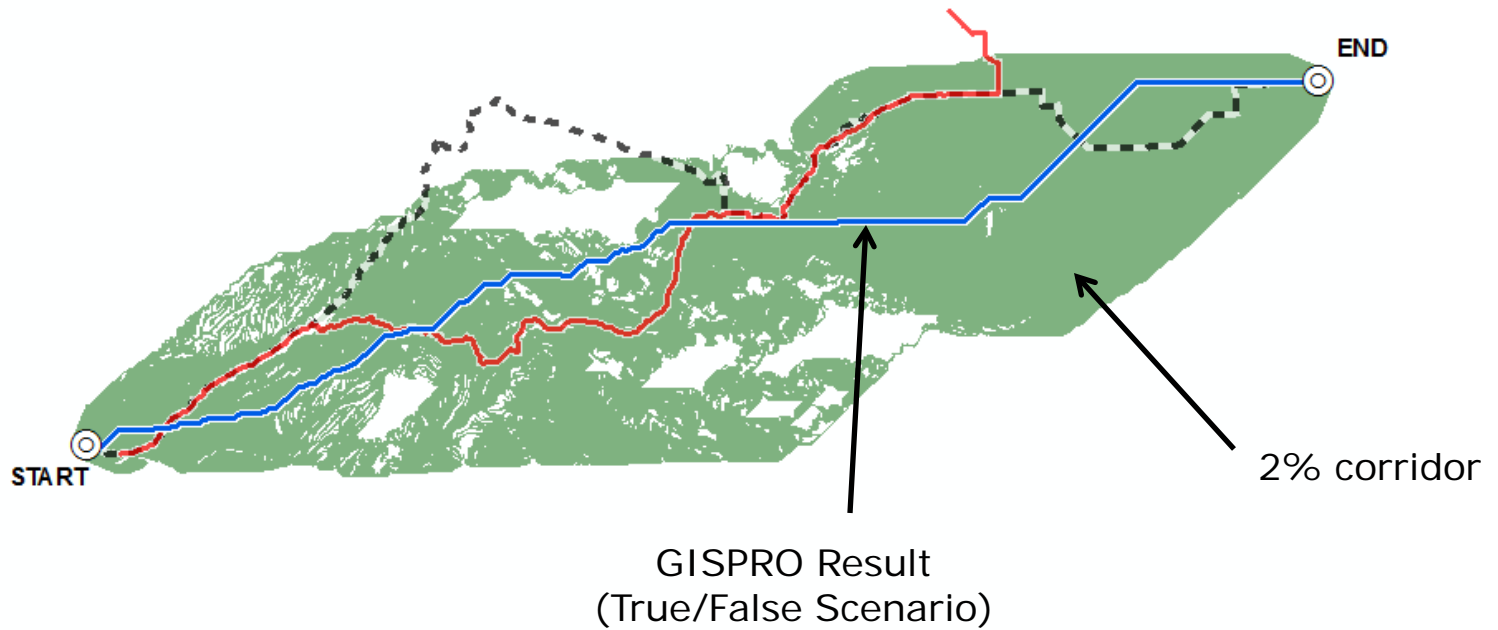 END
START
2% corridor
GISPRO Result
(True/False Scenario)